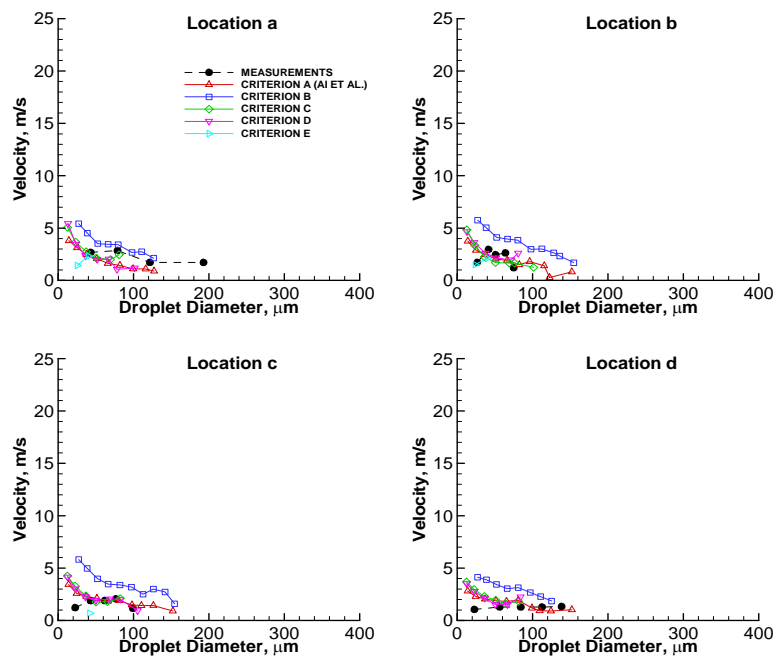 Location a
25
20
15
10
5
0
Velocity, m/s
0 100 200 300 400
Droplet Diameter, μm
MEASUREMENTS
CRITERION A (AI ET AL.)
CRITERION B
CRITERION C
CRITERION D
CRITERION E
Location b
25
20
15
10
5
0
Velocity, m/s
0 100 200 300 400
Droplet Diameter, μm
Location c
25
20
15
10
5
0
Velocity, m/s
0 100 200 300 400
Droplet Diameter, μm
Location d
25
20
15
10
5
0
Velocity, m/s
0 100 200 300 400
Droplet Diameter, μm